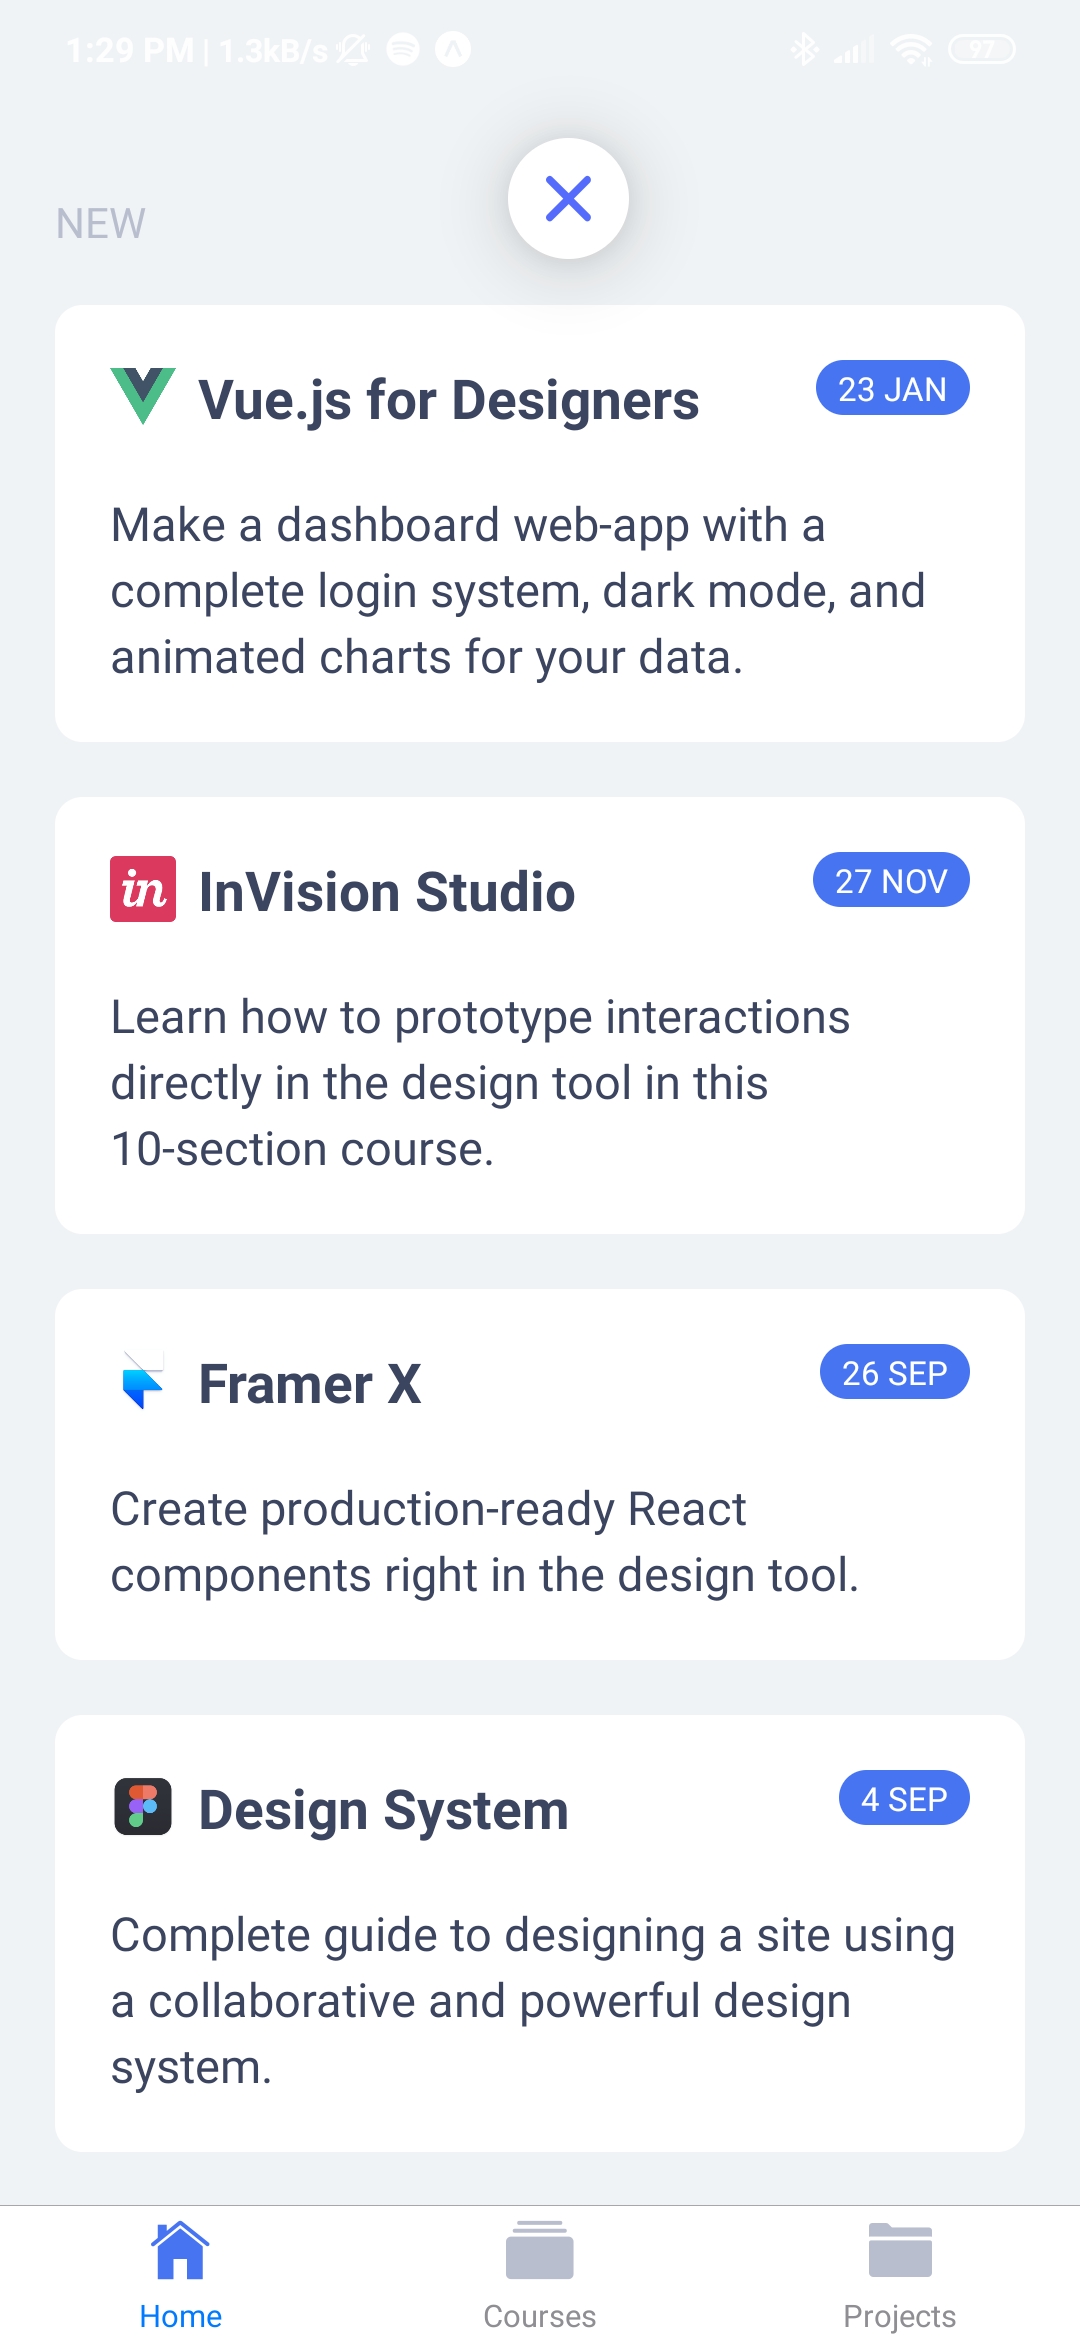 1:29 PM | 1.3kB/s
97
NEW
Vue.js for Designers
23 JAN
Make a dashboard web-app with a
complete login system, dark mode, and
animated charts for your data.
in
InVision Studio
27 NOV
Learn how to prototype interactions
directly in the design tool in this
10-section course.
Framer X
26 SEP
Create production-ready React
components right in the design tool.
Design System
4 SEP
Complete guide to designing a site using
a collaborative and powerful design
system.
Home
Courses
Projects